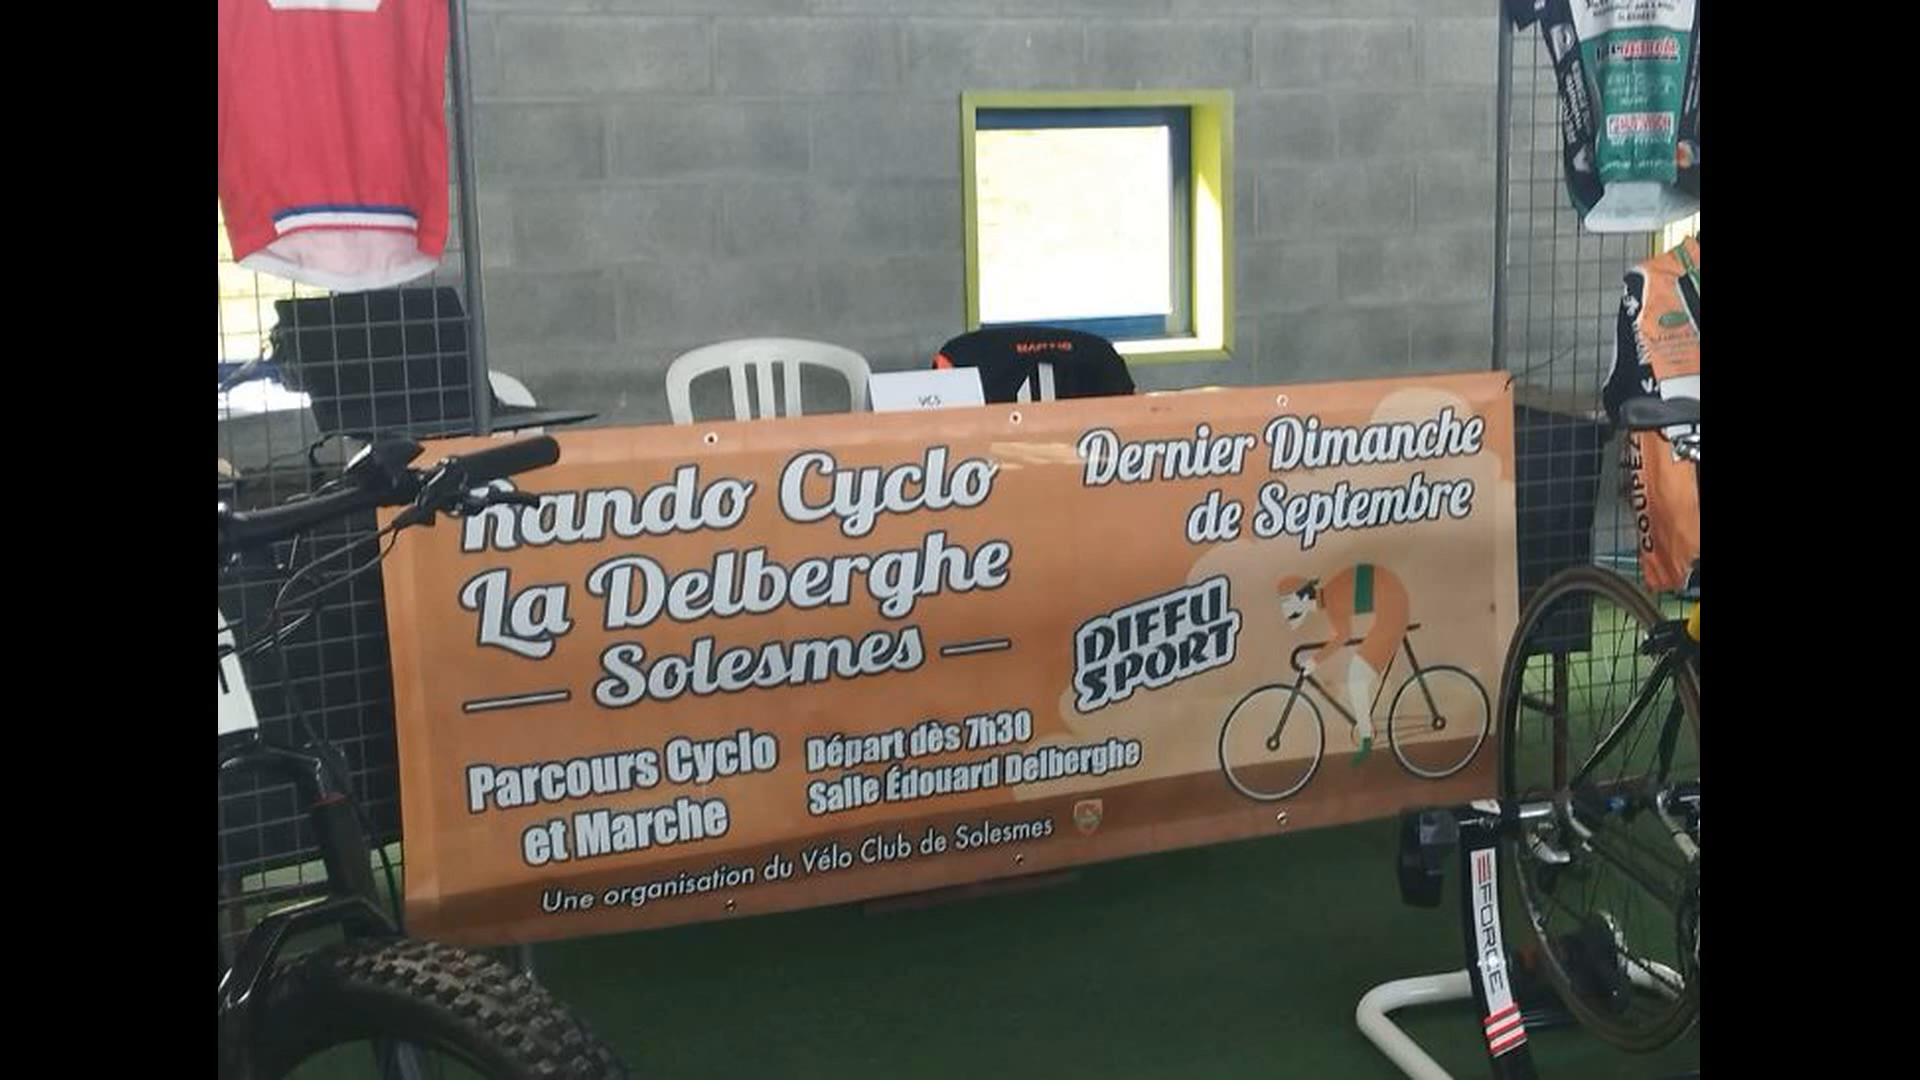 VCS
Rando Cyclo
La Delberghe
Solesmes
Dernier Dimanche
de Septembre
DIFFU
SPORT
Parcours Cyclo
et Marche
Départ dès 7h30
Salle Édouard Delberghe
Une organisation du Vélo Club de Solesmes
FORCE